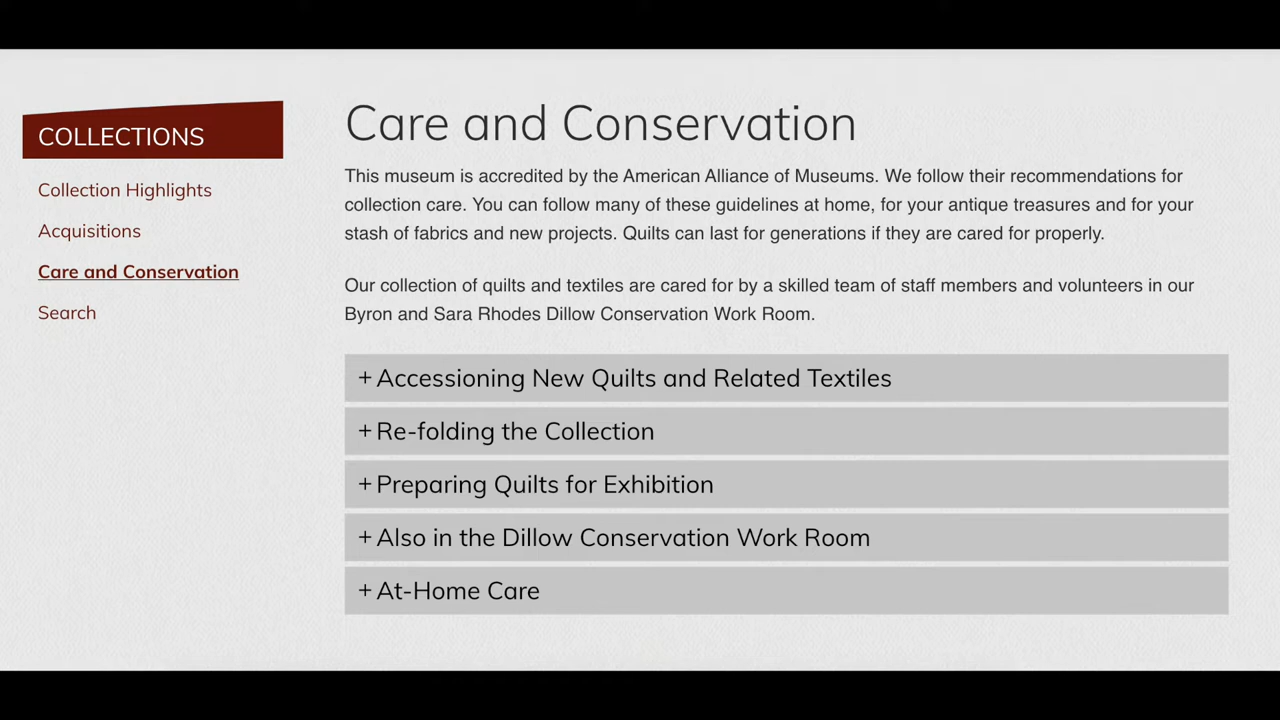 COLLECTIONS
Collection Highlights
Acquisitions
Care and Conservation
Search
Care and Conservation
This museum is accredited by the American Alliance of Museums. We follow their recommendations for
collection care. You can follow many of these guidelines at home, for your antique treasures and for your
stash of fabrics and new projects. Quilts can last for generations if they are cared for properly.
Our collection of quilts and textiles are cared for by a skilled team of staff members and volunteers in our
Byron and Sara Rhodes Dillow Conservation Work Room.
+ Accessioning New Quilts and Related Textiles
+ Re-folding the Collection
+ Preparing Quilts for Exhibition
+ Also in the Dillow Conservation Work Room
+ At-Home Care